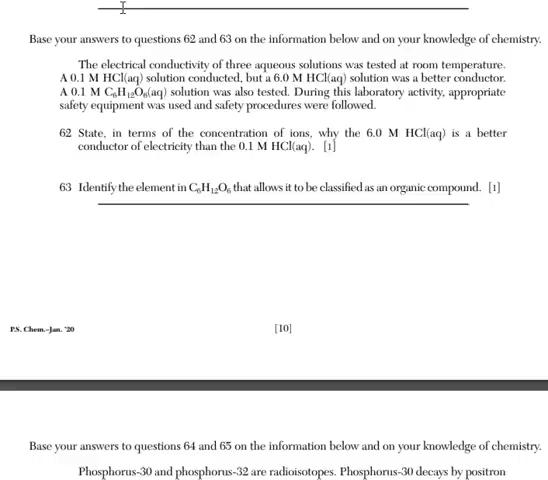 Base your answers to questions 62 and 63 on the information below and on your knowledge of chemistry.
The electrical conductivity of three aqueous solutions was tested at room temperature.
A 0.1 M HCl(aq) solution conducted, but a 6.0 M HCl(aq) solution was a better conductor.
A 0.1 M C₆H₁₂O₆(aq) solution was also tested. During this laboratory activity, appropriate
safety equipment was used and safety procedures were followed.
62 State, in terms of the concentration of ions, why the 6.0 M HCl(aq) is a better
conductor of electricity than the 0.1 M HCl(aq). [1]
63 Identify the element in C₆H₁₂O₆ that allows it to be classified as an organic compound. [1]
P.S. Chem.–Jan. '20
[10]
Base your answers to questions 64 and 65 on the information below and on your knowledge of chemistry.
Phosphorus-30 and phosphorus-32 are radioisotopes. Phosphorus-30 decays by positron